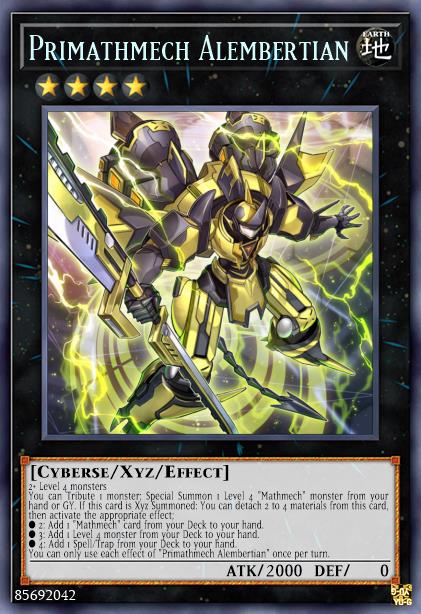 PRIMATHMECH ALEMBERTIAN
EARTH
地
[CYBERSE/XYZ/EFFECT]
2+ Level 4 monsters
You can Tribute 1 monster; Special Summon 1 Level 4 "Mathmech" monster from your
hand or GY. If this card is Xyz Summoned: You can detach 2 to 4 materials from this card,
then activate the appropriate effect;
● 2: Add 1 "Mathmech" card from your Deck to your hand.
● 3: Add 1 Level 4 monster from your Deck to your hand.
● 4: Add 1 Spell/Trap from your Deck to your hand.
You can only use each effect of "Primathmech Alembertian" once per turn.
ATK/2000 DEF/ 0
85692042